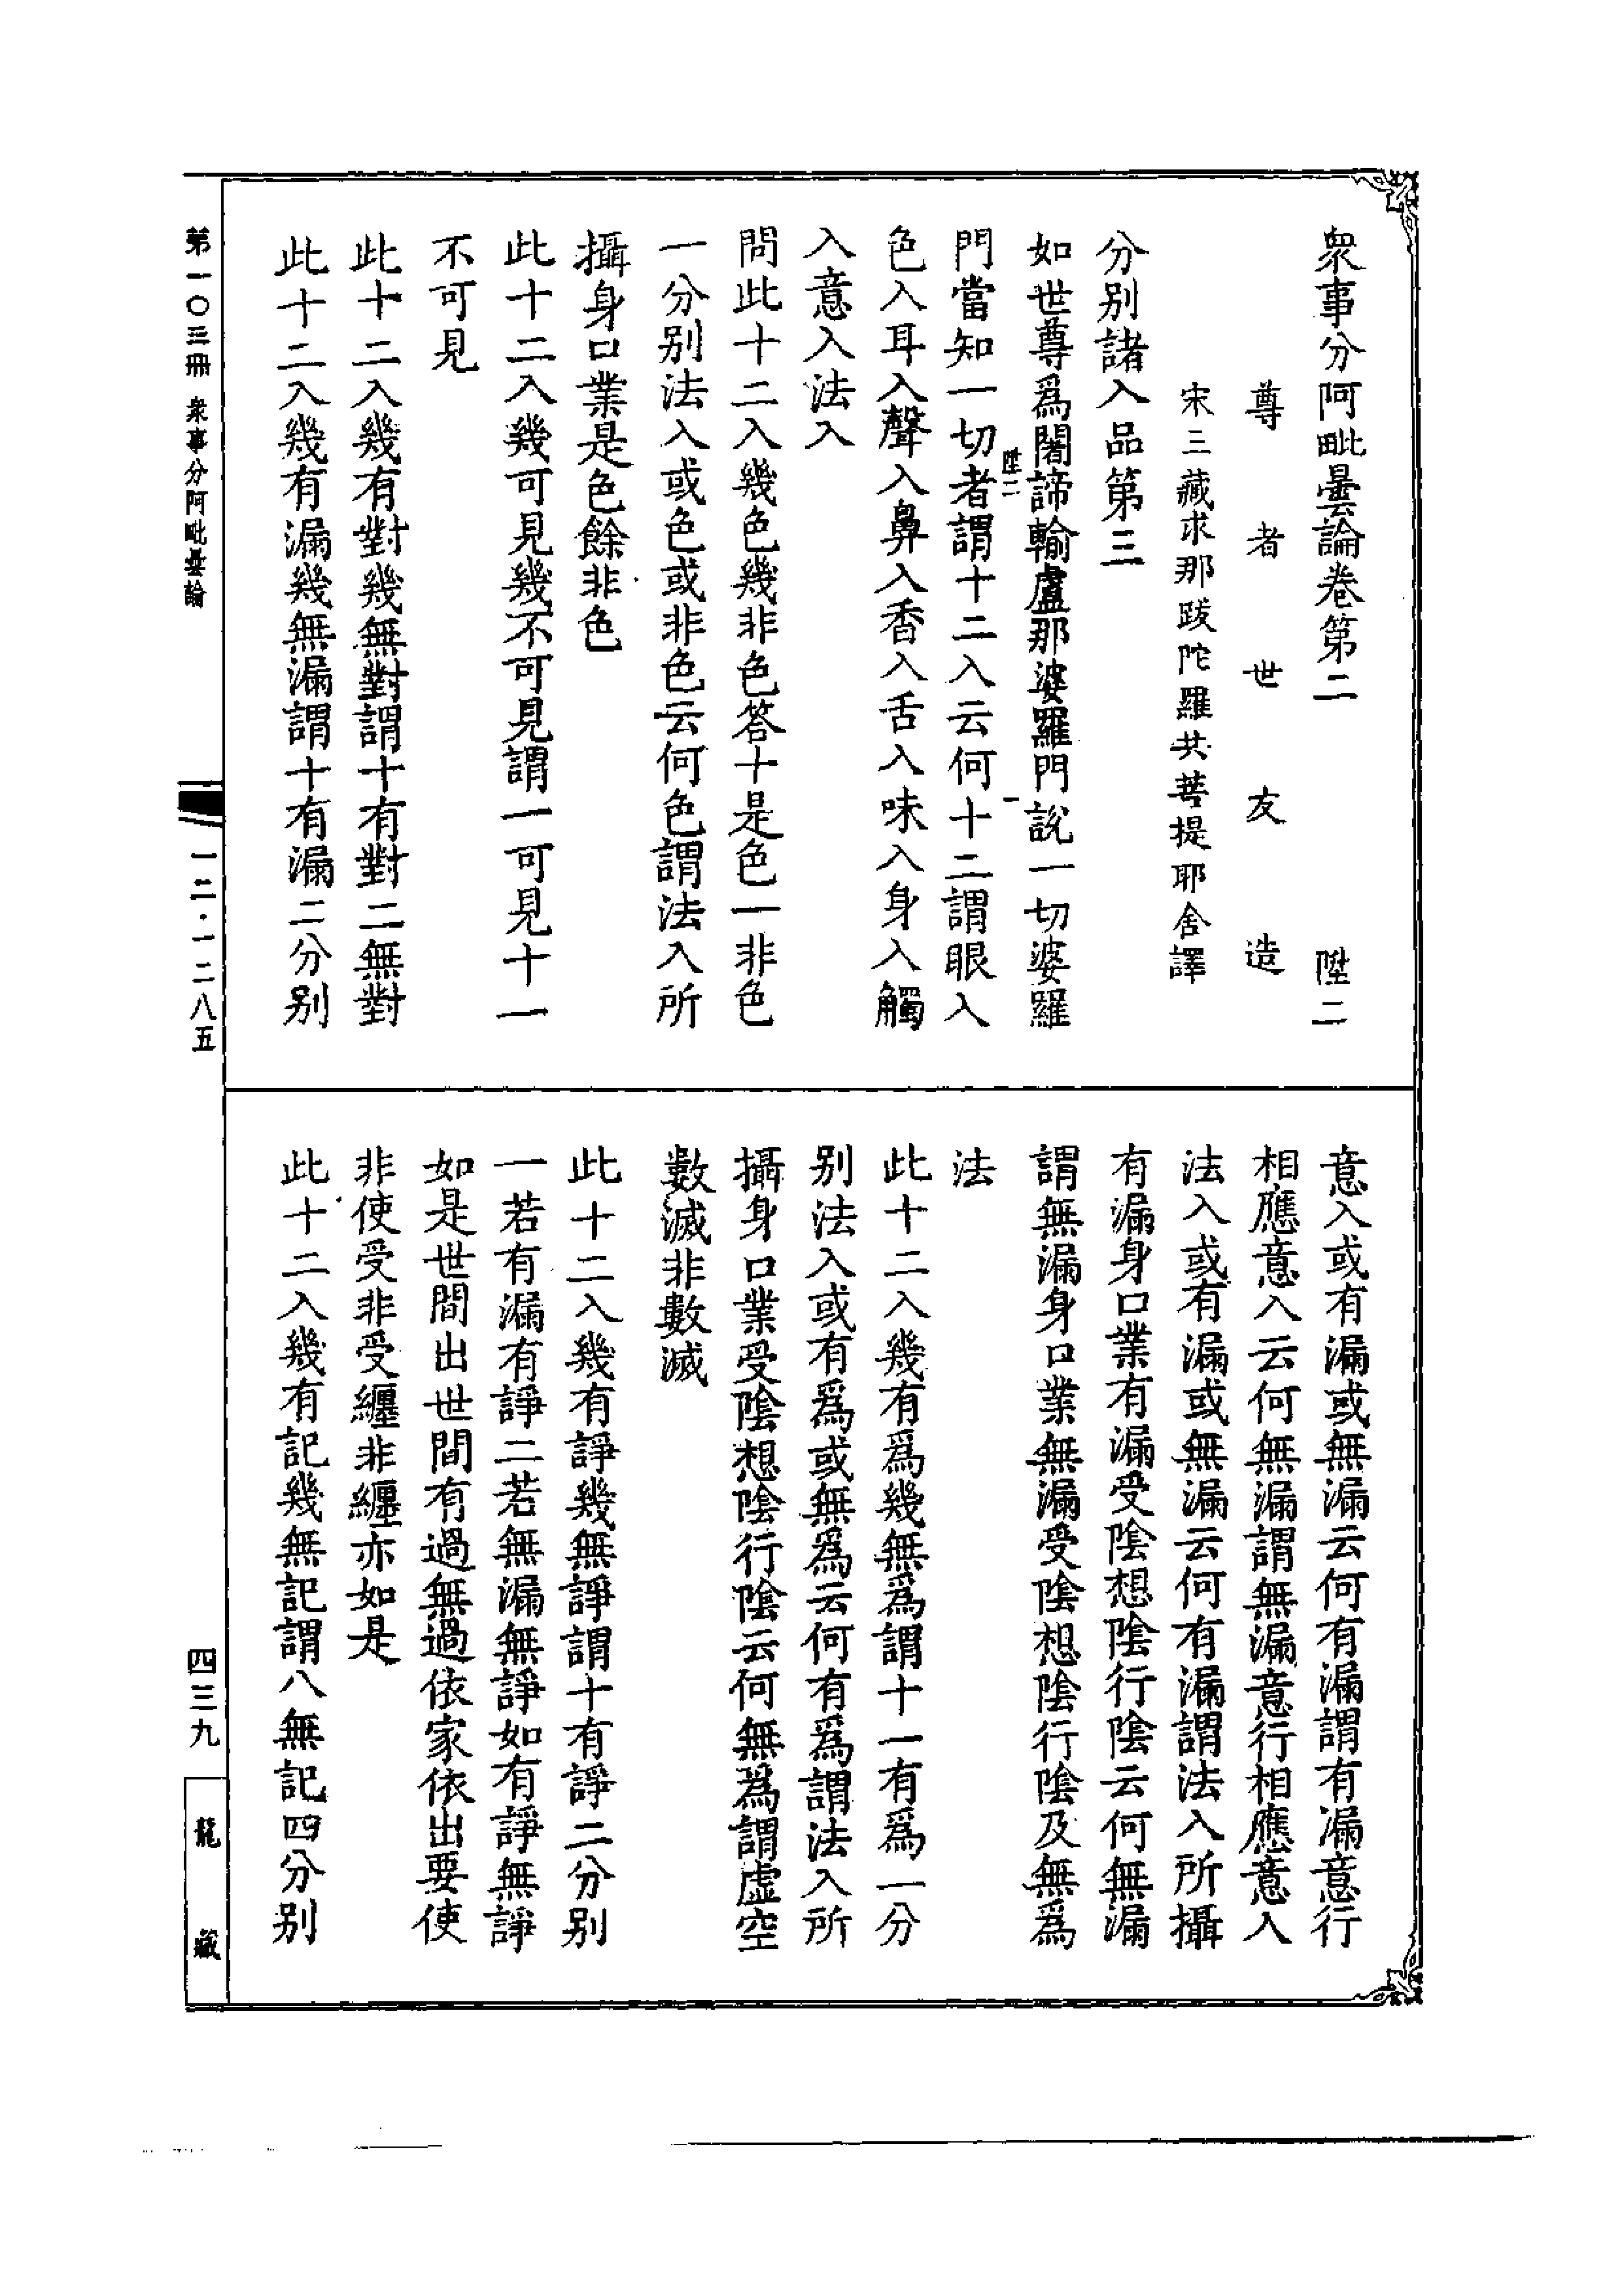 衆事分阿毗曇論卷第二　陞二
尊者世友造
宋三藏求那跋陀羅共菩提耶舍譯
分别諸入品第三
如世尊爲闍諦輸盧那婆羅門說一切婆羅
陞二　一
門當知一切者謂十二入云何十二謂眼入
色入耳入聲入鼻入香入舌入味入身入觸
入意入法入
問此十二入幾色幾非色答十是色一非色
一分别法入或色或非色云何色謂法入所
攝身口業是色餘非色
此十二入幾可見幾不可見謂一可見十一
不可見
此十二入幾有對幾無對謂十有對二無對
此十二入幾有漏幾無漏謂十有漏二分别
意入或有漏或無漏云何有漏謂有漏意行
相應意入云何無漏謂無漏意行相應意入
法入或有漏或無漏云何有漏謂法入所攝
有漏身口業有漏受陰想陰行陰云何無漏
謂無漏身口業無漏受陰想陰行陰及無爲
法
此十二入幾有爲幾無爲謂十一有爲一分
别法入或有爲或無爲云何有爲謂法入所
攝身口業受陰想陰行陰云何無爲謂虛空
數滅非數滅
此十二入幾有諍幾無諍謂十有諍二分别
一若有漏有諍二若無漏無諍如有諍無諍
如是世間出世間有過無過依家依出要使
非使受非受纏非纏亦如是
此十二入幾有記幾無記謂八無記四分别
第一〇三冊　衆事分阿毗曇論
一二·一二八五
四三九
龍藏